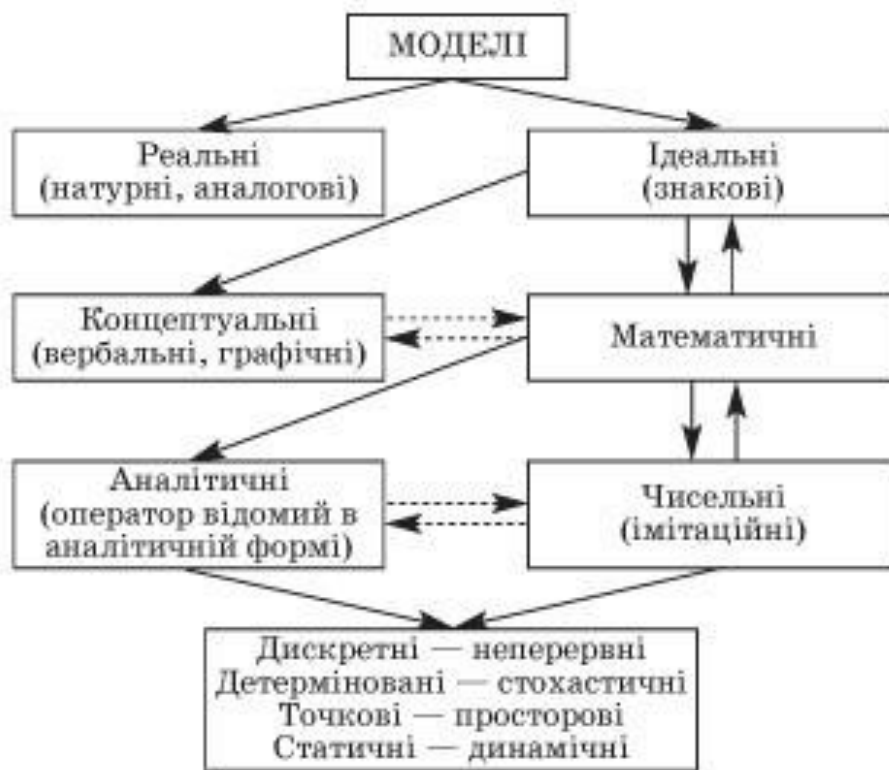 МОДЕЛІ
Реальні
(натурні, аналогові)
Ідеальні
(знакові)
Концептуальні
(вербальні, графічні)
Математичні
Аналітичні
(оператор відомий в
аналітичній формі)
Чисельні
(імітаційні)
Дискретні — неперервні
Детерміновані — стохастичні
Точкові — просторові
Статичні — динамічні